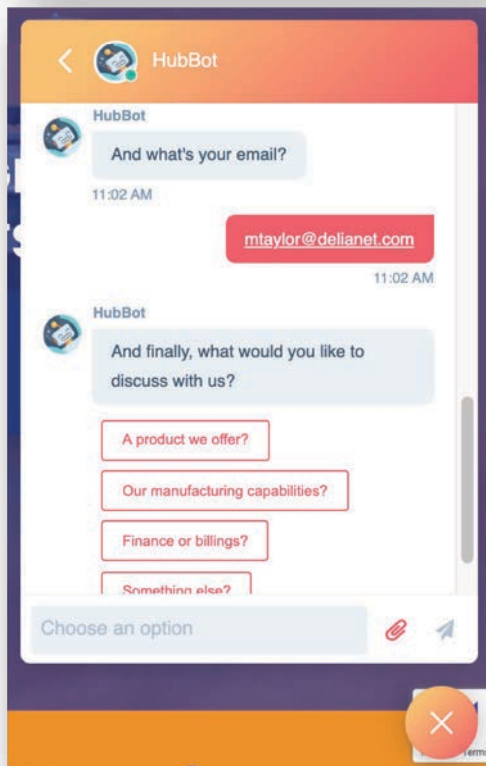 HubBot
HubBot
And what's your email?
11:02 AM
mtaylor@delianet.com
11:02 AM
HubBot
And finally, what would you like to
discuss with us?
A product we offer?
Our manufacturing capabilities?
Finance or billings?
Something else?
Choose an option
Terms